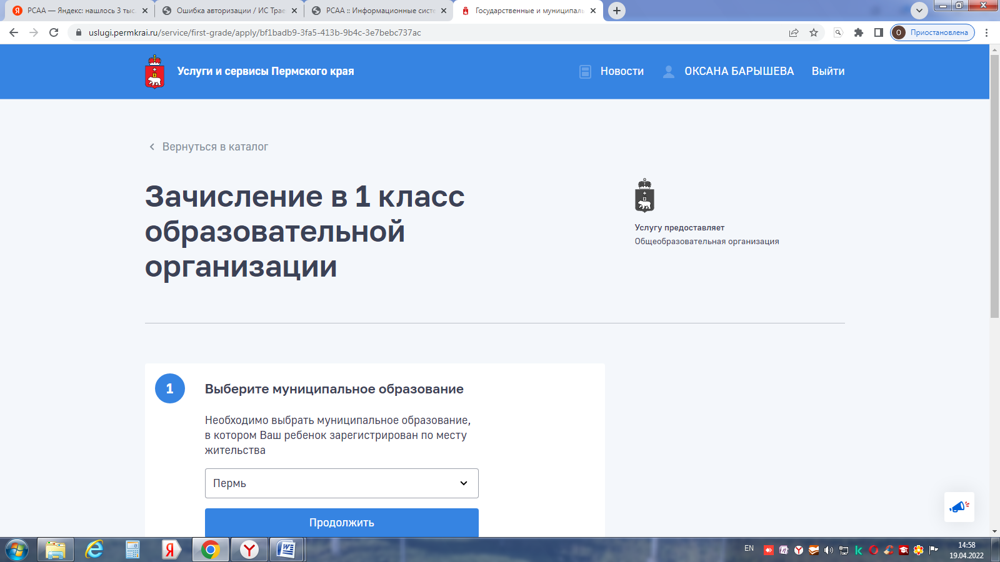 РСАА — Яндекс: нашлось 3 тыс.
Ошибка авторизации / ИС Трае
РСАА :: Информационные систе
Государственные и муниципаль
uslugi.permkrai.ru/service/first-grade/apply/bf1badb9-3fa5-413b-9b4c-3e7bebc737ac
О
Приостановлена
Услуги и сервисы Пермского края
Новости
ОКСАНА БАРЫШЕВА
Выйти
Вернуться в каталог
Зачисление в 1 класс
образовательной
организации
Услугу предоставляет
Общеобразовательная организация
1
Выберите муниципальное образование
Необходимо выбрать муниципальное образование,
в котором Ваш ребенок зарегистрирован по месту
жительства
Пермь
Продолжить
EN
14:58
19.04.2022